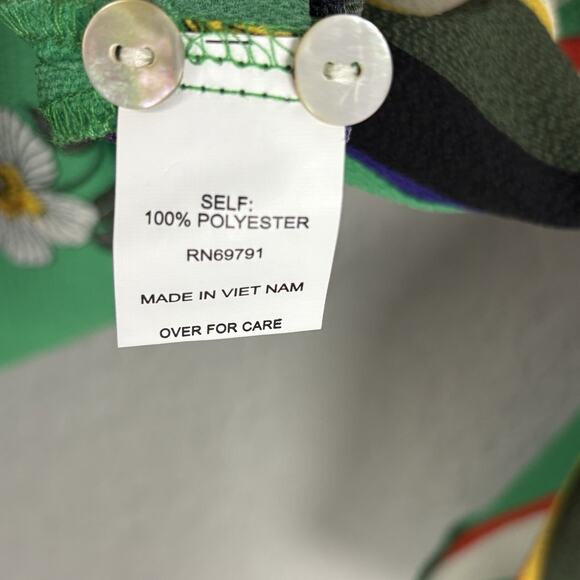 SELF:
100% POLYESTER
RN69791
MADE IN VIET NAM
OVER FOR CARE